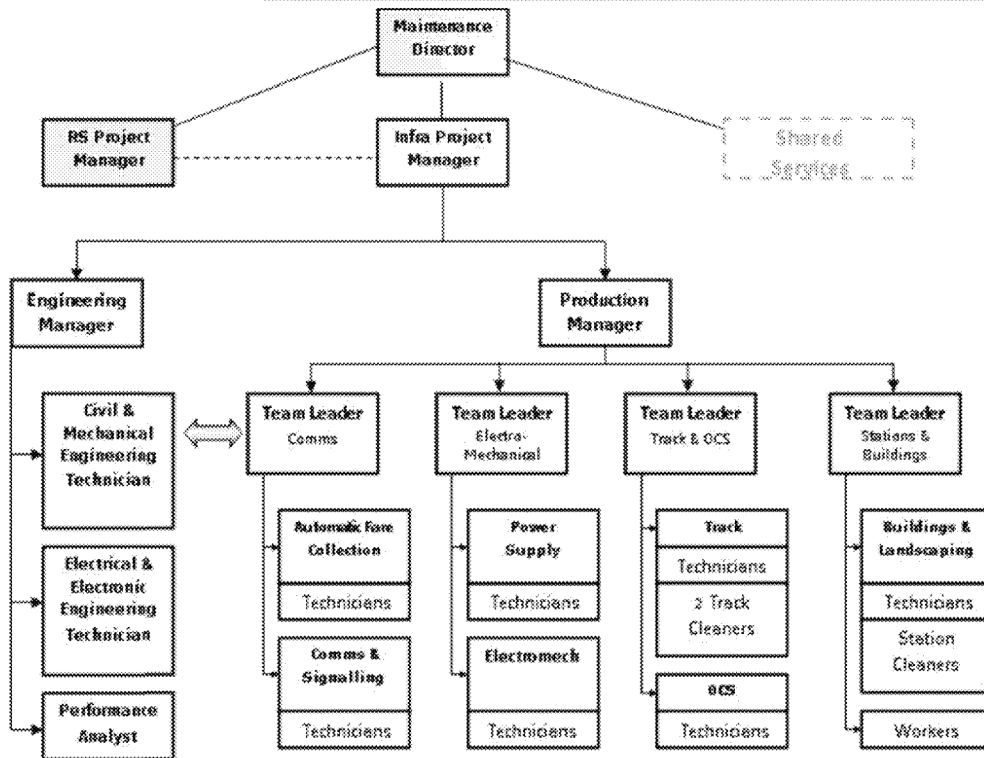 Maintenance
Director
RS Project
Manager
Infra Project
Manager
Shared
Services
Engineering
Manager
Production
Manager
Civil &
Mechanical
Engineering
Technician
Team Leader
Comms
Team Leader
Electro-
Mechanical
Team Leader
Track & OCS
Team Leader
Stations &
Buildings
Automatic Fare
Collection
Technicians
Power
Supply
Technicians
Track
Technicians
2 Track
Cleaners
Buildings &
Landscaping
Technicians
Station
Cleaners
Electrical &
Electronic
Engineering
Technician
Comms &
Signalling
Technicians
Electromech
Technicians
OCS
Technicians
Workers
Performance
Analyst